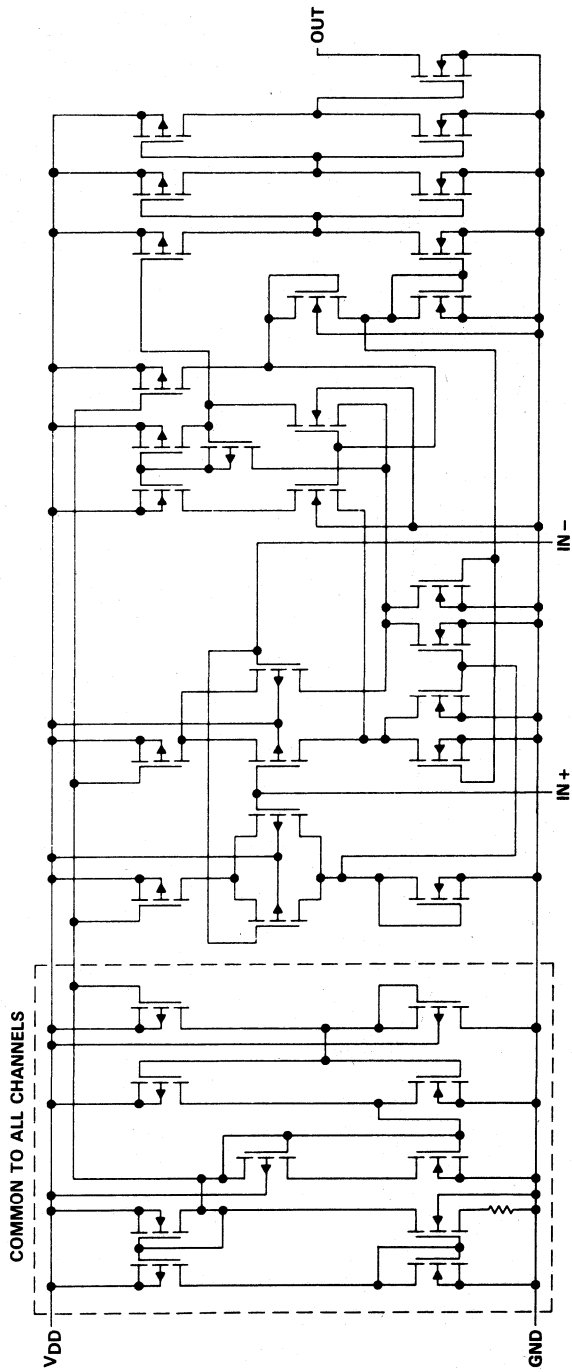 COMMON TO ALL CHANNELS
VDD
GND
IN+
IN−
OUT